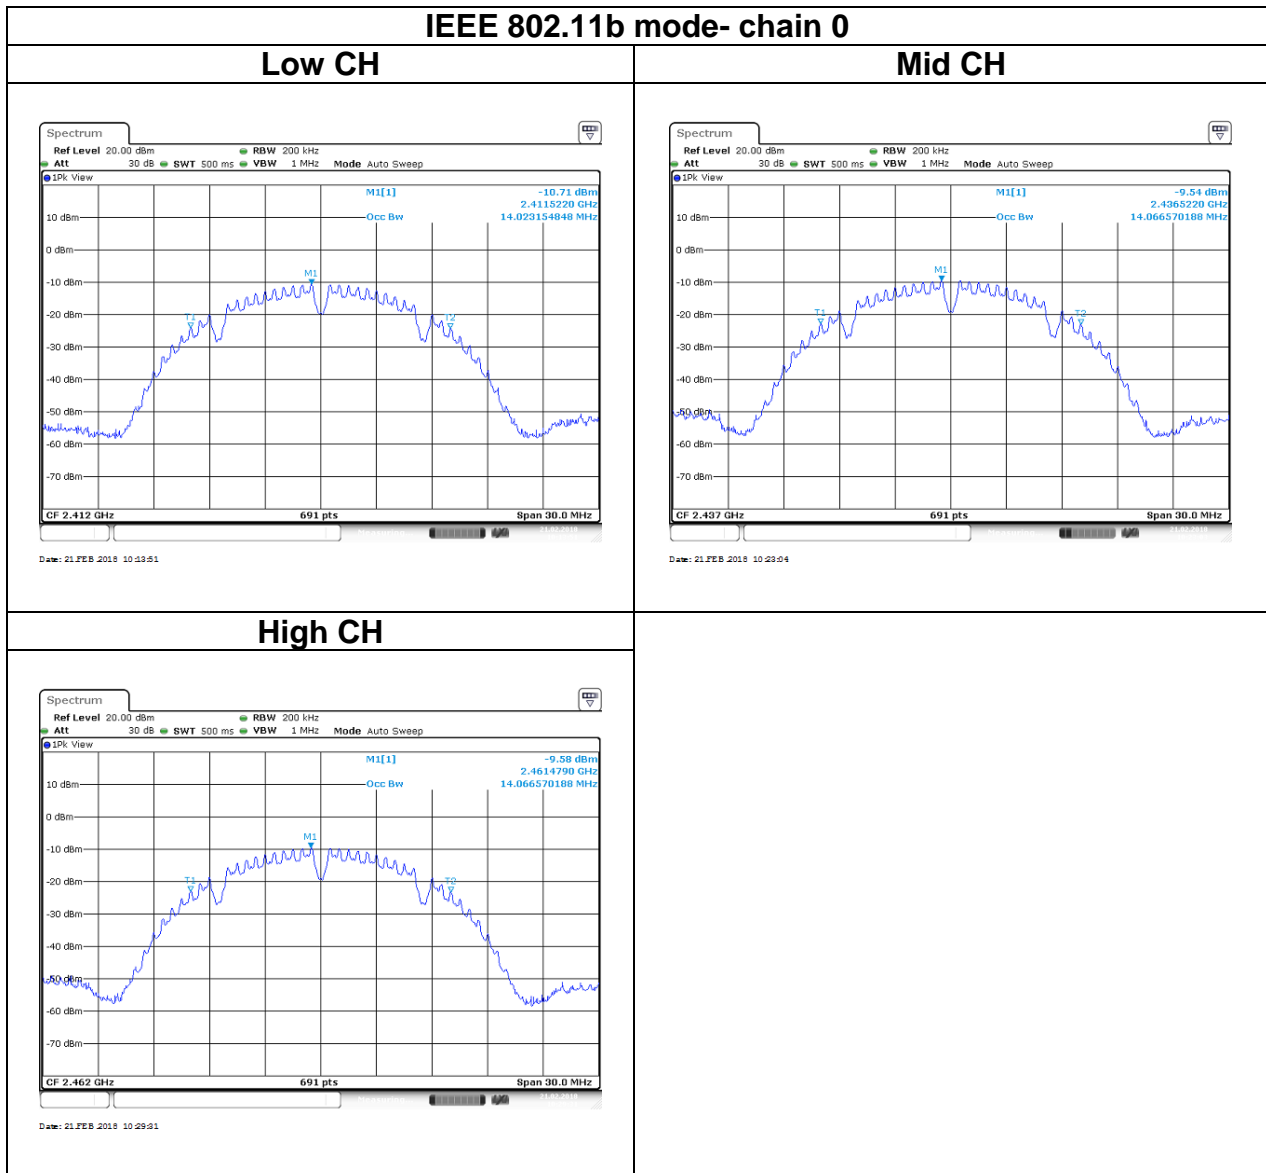 IEEE 802.11b mode- chain 0
Low CH
Mid CH
Spectrum
Ref Level 20.00 dBm RBW 200 kHz
Att 30 dB SWT 500 ms VBW 1 MHz Mode Auto Sweep
1Pk View
M1[1] -10.71 dBm
2.4115220 GHz
10 dBm Occ Bw 14.023154848 MHz
0 dBm
M1
-10 dBm
T1 T2
-20 dBm
-30 dBm
-40 dBm
-50 dBm
-60 dBm
-70 dBm
CF 2.412 GHz 691 pts Span 30.0 MHz
Measuring 21.02.2018
Date: 21.FEB.2018 10:13:51
Spectrum
Ref Level 20.00 dBm RBW 200 kHz
Att 30 dB SWT 500 ms VBW 1 MHz Mode Auto Sweep
1Pk View
M1[1] -9.54 dBm
2.4365220 GHz
10 dBm Occ Bw 14.066570188 MHz
0 dBm
M1
-10 dBm
T1 T2
-20 dBm
-30 dBm
-40 dBm
-50 dBm
-60 dBm
-70 dBm
CF 2.437 GHz 691 pts Span 30.0 MHz
Measuring 21.02.2018
Date: 21.FEB.2018 10:23:04
High CH
Spectrum
Ref Level 20.00 dBm RBW 200 kHz
Att 30 dB SWT 500 ms VBW 1 MHz Mode Auto Sweep
1Pk View
M1[1] -9.58 dBm
2.4614790 GHz
10 dBm Occ Bw 14.066570188 MHz
0 dBm
M1
-10 dBm
T1 T2
-20 dBm
-30 dBm
-40 dBm
-50 dBm
-60 dBm
-70 dBm
CF 2.462 GHz 691 pts Span 30.0 MHz
Measuring 21.02.2018
Date: 21.FEB.2018 10:29:31